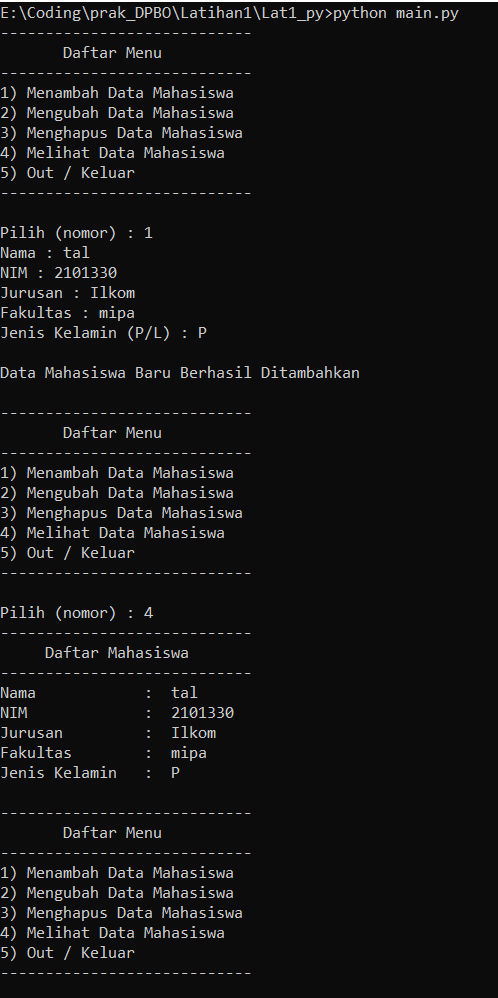 E:\Coding\prak_DPBO\Latihan1\Lat1_py>python main.py
----------------------------
       Daftar Menu
----------------------------
1) Menambah Data Mahasiswa
2) Mengubah Data Mahasiswa
3) Menghapus Data Mahasiswa
4) Melihat Data Mahasiswa
5) Out / Keluar
----------------------------

Pilih (nomor) : 1
Nama : tal
NIM : 2101330
Jurusan : Ilkom
Fakultas : mipa
Jenis Kelamin (P/L) : P

Data Mahasiswa Baru Berhasil Ditambahkan

----------------------------
       Daftar Menu
----------------------------
1) Menambah Data Mahasiswa
2) Mengubah Data Mahasiswa
3) Menghapus Data Mahasiswa
4) Melihat Data Mahasiswa
5) Out / Keluar
----------------------------

Pilih (nomor) : 4
----------------------------
     Daftar Mahasiswa
----------------------------
Nama            :  tal
NIM             :  2101330
Jurusan         :  Ilkom
Fakultas        :  mipa
Jenis Kelamin   :  P

----------------------------
       Daftar Menu
----------------------------
1) Menambah Data Mahasiswa
2) Mengubah Data Mahasiswa
3) Menghapus Data Mahasiswa
4) Melihat Data Mahasiswa
5) Out / Keluar
----------------------------